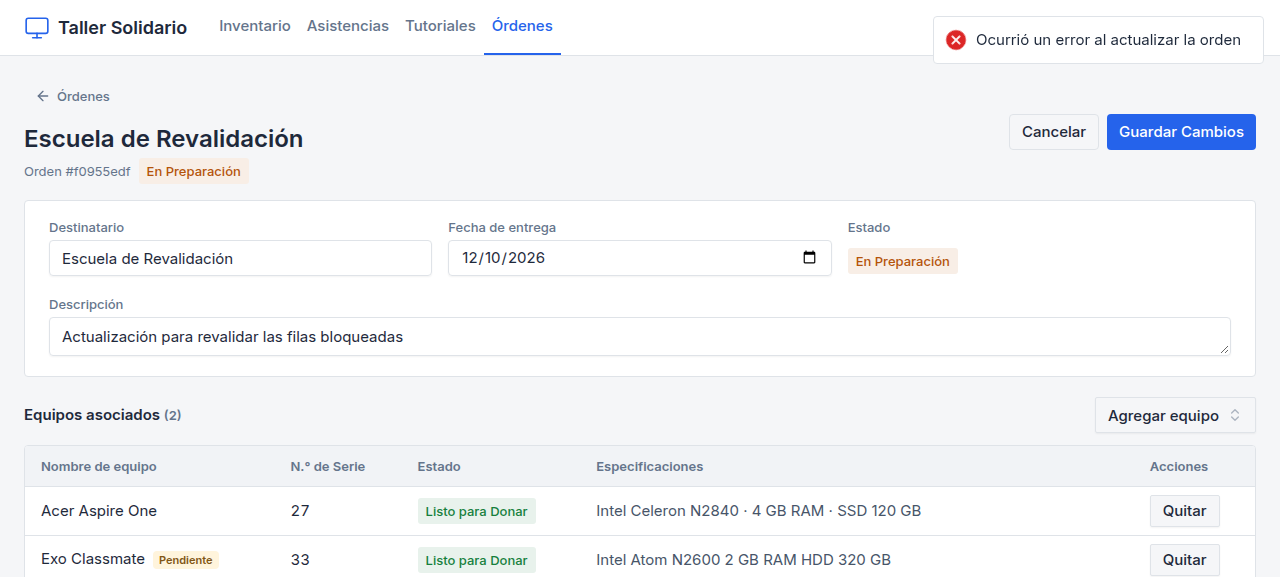 Taller Solidario
Inventario
Asistencias
Tutoriales
Órdenes
Ocurrió un error al actualizar la orden
Órdenes
Escuela de Revalidación
Cancelar
Guardar Cambios
Orden #f0955edf
En Preparación
Destinatario
Fecha de entrega
Estado
Escuela de Revalidación
12/10/2026
En Preparación
Descripción
Actualización para revalidar las filas bloqueadas
Equipos asociados (2)
Agregar equipo
Nombre de equipo
N.º de Serie
Estado
Especificaciones
Acciones
Acer Aspire One
27
Listo para Donar
Intel Celeron N2840 · 4 GB RAM · SSD 120 GB
Quitar
Exo Classmate
Pendiente
33
Listo para Donar
Intel Atom N2600 2 GB RAM HDD 320 GB
Quitar